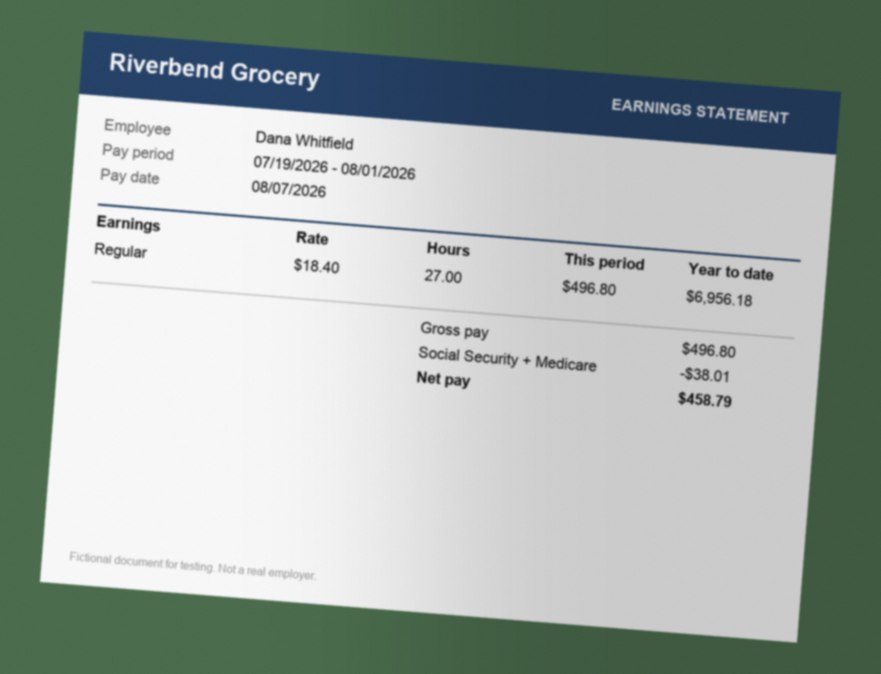 Riverbend Grocery
EARNINGS STATEMENT
Employee Dana Whitfield
Pay period 07/19/2026 - 08/01/2026
Pay date 08/07/2026
Earnings Rate Hours This period Year to date
Regular $18.40 27.00 $496.80 $6,956.18
Gross pay $496.80
Social Security + Medicare -$38.01
Net pay $458.79
Fictional document for testing. Not a real employer.